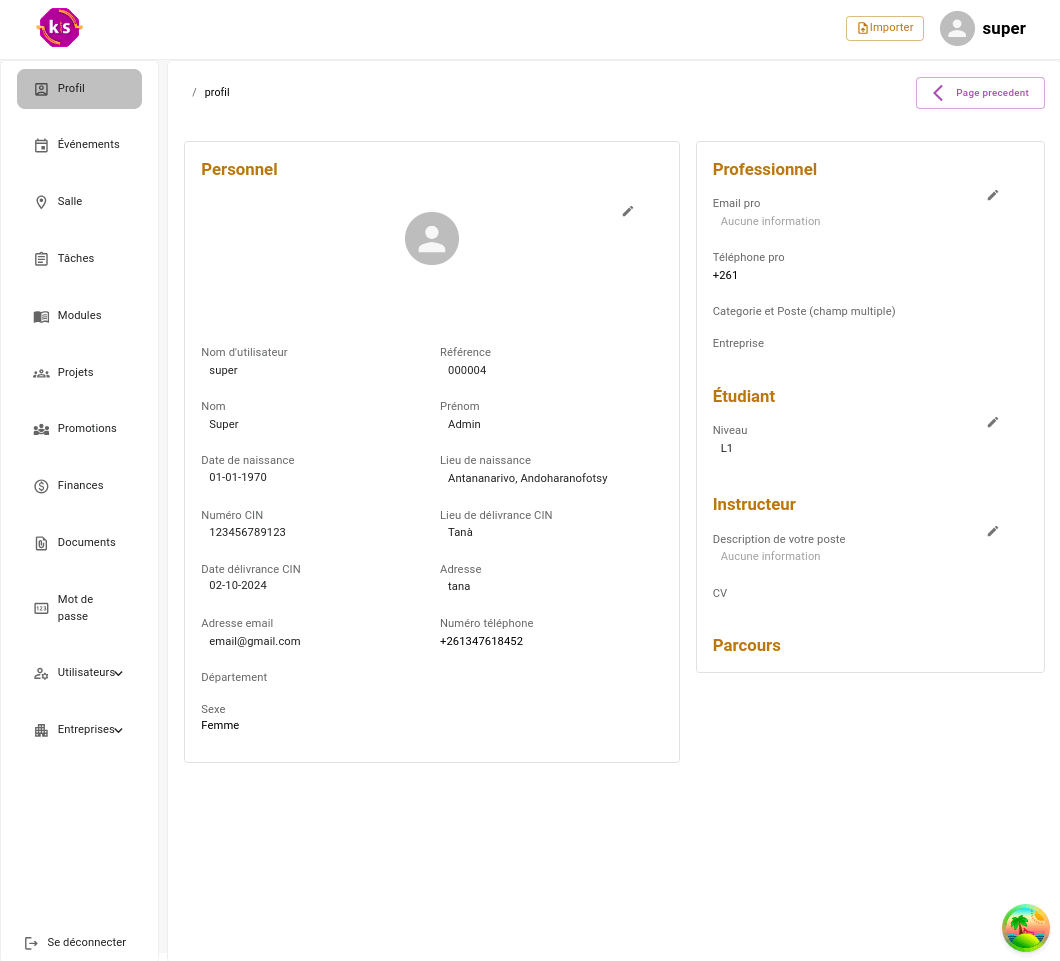 ks
Importer
super
Profil
Événements
Salle
Tâches
Modules
Projets
Promotions
Finances
Documents
Mot de
passe
Utilisateurs
Entreprises
Se déconnecter
/ profil
Page precedent
Personnel
Nom d'utilisateur
super
Référence
000004
Nom
Super
Prénom
Admin
Date de naissance
01-01-1970
Lieu de naissance
Antananarivo, Andoharanofotsy
Numéro CIN
123456789123
Lieu de délivrance CIN
Tanà
Date délivrance CIN
02-10-2024
Adresse
tana
Adresse email
email@gmail.com
Numéro téléphone
+261347618452
Département
Sexe
Femme
Professionnel
Email pro
Aucune information
Téléphone pro
+261
Categorie et Poste (champ multiple)
Entreprise
Étudiant
Niveau
L1
Instructeur
Description de votre poste
Aucune information
CV
Parcours